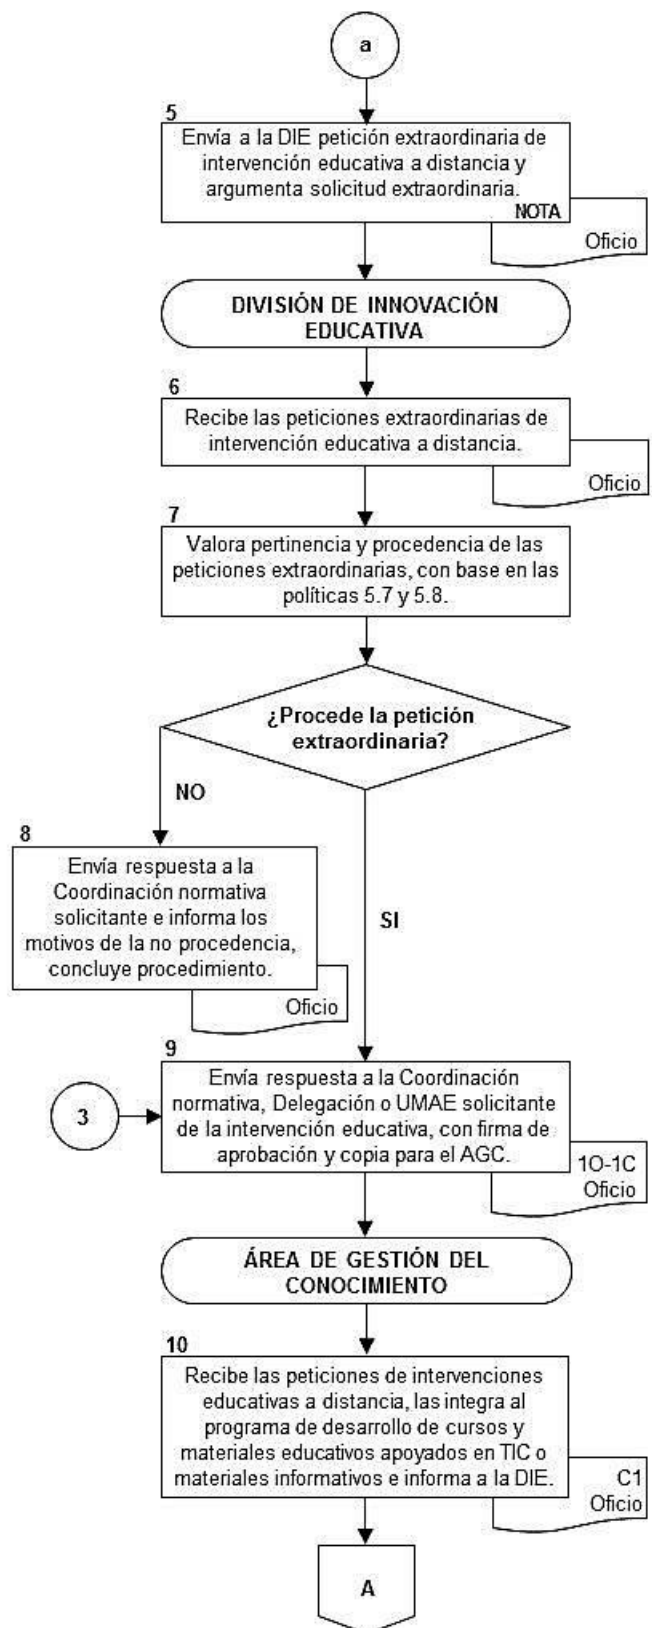 a
5
Envía a la DIE petición extraordinaria de
intervención educativa a distancia y
argumenta solicitud extraordinaria.
NOTA
Oficio
DIVISIÓN DE INNOVACIÓN
EDUCATIVA
6
Recibe las peticiones extraordinarias de
intervención educativa a distancia.
Oficio
7
Valora pertinencia y procedencia de las
peticiones extraordinarias, con base en las
políticas 5.7 y 5.8.
¿Procede la petición
extraordinaria?
NO
8
Envía respuesta a la
Coordinación normativa
solicitante e informa los
motivos de la no procedencia,
concluye procedimiento.
Oficio
SI
9
3
Envía respuesta a la Coordinación
normativa, Delegación o UMAE solicitante
de la intervención educativa, con firma de
aprobación y copia para el AGC.
1O-1C
Oficio
ÁREA DE GESTIÓN DEL
CONOCIMIENTO
10
Recibe las peticiones de intervenciones
educativas a distancia, las integra al
programa de desarrollo de cursos y
materiales educativos apoyados en TIC o
materiales informativos e informa a la DIE.
C1
Oficio
A